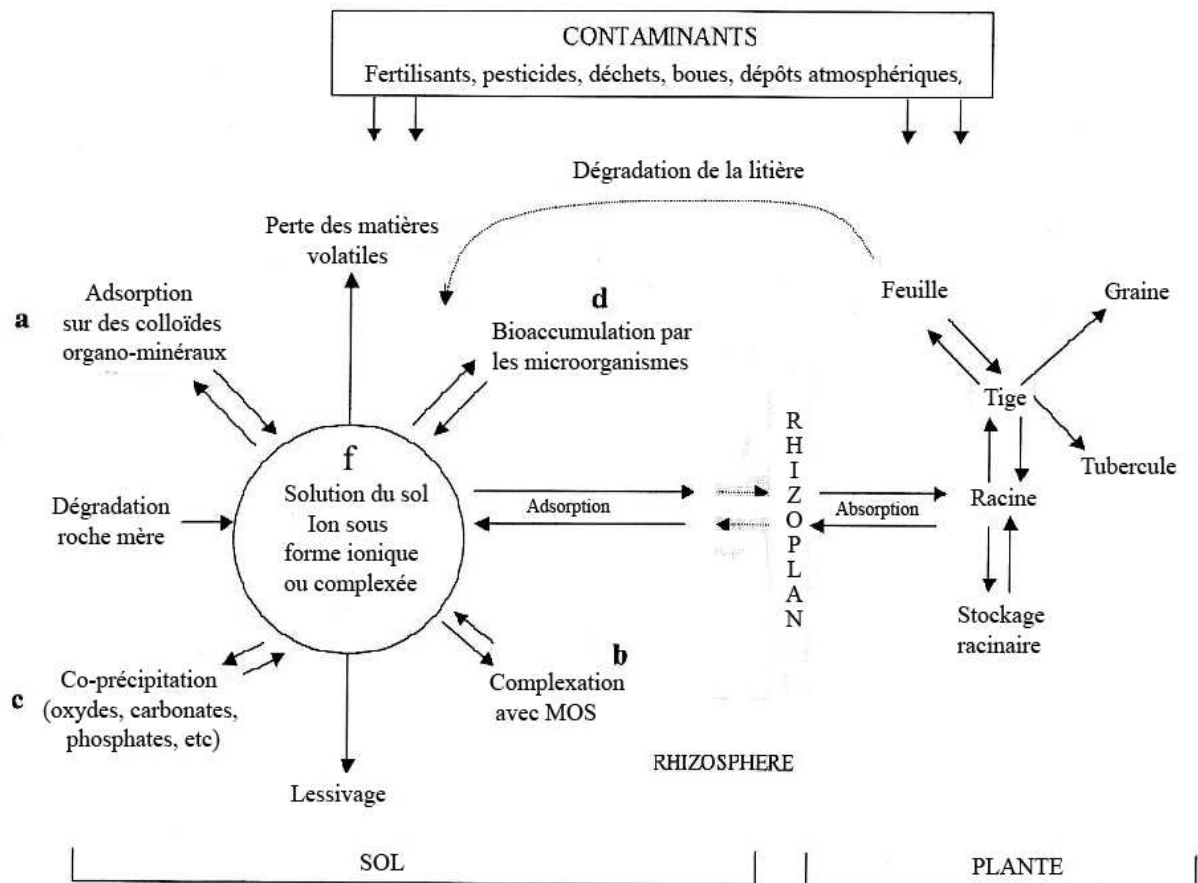 CONTAMINANTS
Fertilisants, pesticides, déchets, boues, dépôts atmosphériques,
Dégradation de la litière
Perte des matières
volatiles
a
Adsorption
sur des colloïdes
organo-minéraux
d
Bioaccumulation par
les microorganismes
Feuille
Graine
Tige
Tubercule
f
Solution du sol
Ion sous
forme ionique
ou complexée
Dégradation
roche mère
Adsorption
RHIZOPLAN
Absorption
Racine
Stockage
racinaire
c
Co-précipitation
(oxydes, carbonates,
phosphates, etc)
b
Complexation
avec MOS
Lessivage
RHIZOSPHERE
SOL
PLANTE